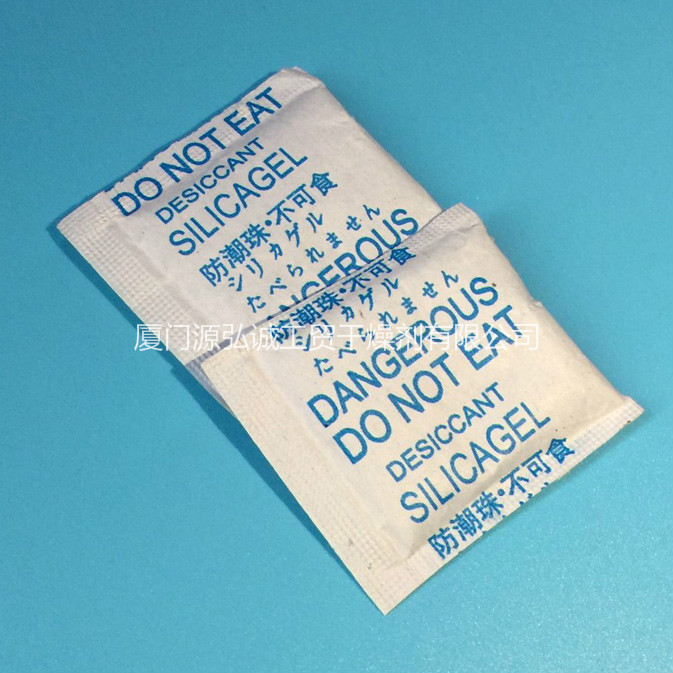 DO NOT EAT
DESICCANT
SILICAGEL
防潮珠·不可食
シリカゲル
たべられません
NGEROUS
防潮珠·不可食
リカゲル
たべられません
DANGEROUS
DO NOT EAT
DESICCANT
SILICAGEL
防潮珠·不可食
厦门源弘诚工贸干燥剂有限公司